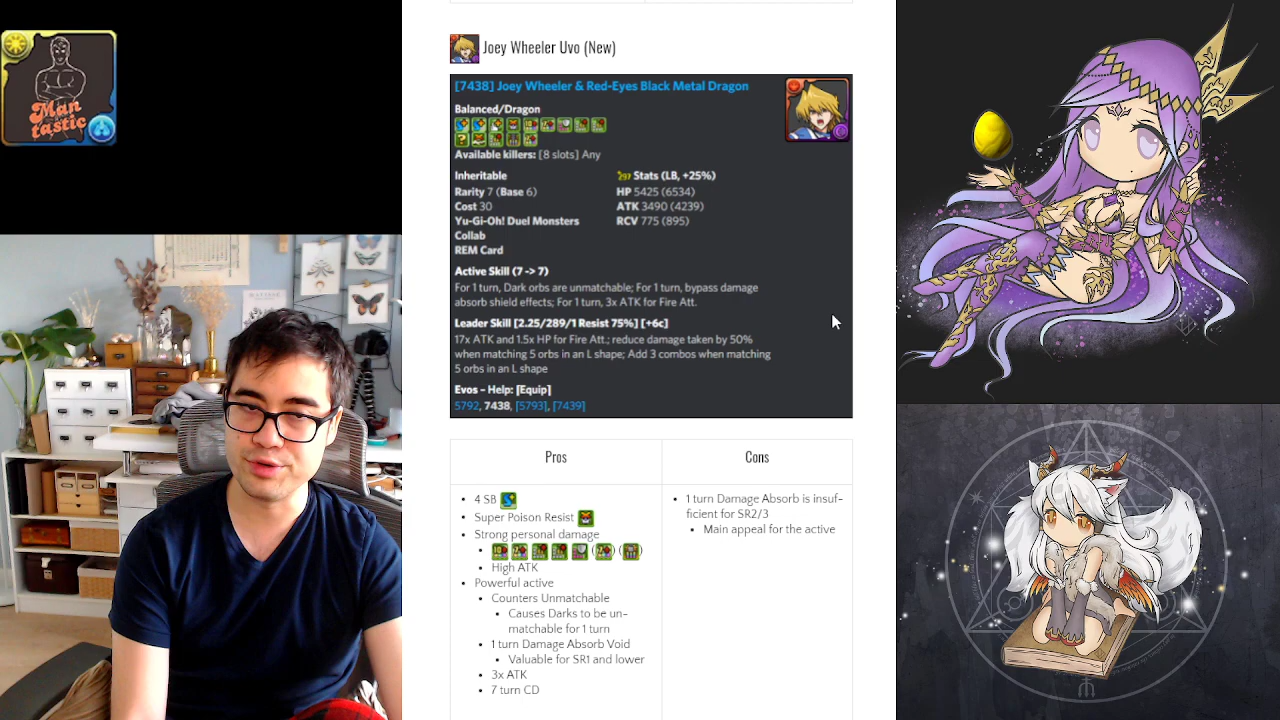 Man
tastic
Joey Wheeler Uvo (New)
[7438] Joey Wheeler & Red-Eyes Black Metal Dragon
Balanced/Dragon
Available killers: [8 slots] Any
Inheritable
Rarity 7 (Base 6)
Cost 30
Yu-Gi-Oh! Duel Monsters
Collab
REM Card
297 Stats (LB, +25%)
HP 5425 (6534)
ATK 3490 (4239)
RCV 775 (895)
Active Skill (7 -> 7)
For 1 turn, Dark orbs are unmatchable; For 1 turn, bypass damage
absorb shield effects; For 1 turn, 3x ATK for Fire Att.
Leader Skill [2.25/289/1 Resist 75%] [+6c]
17x ATK and 1.5x HP for Fire Att.; reduce damage taken by 50%
when matching 5 orbs in an L shape; Add 3 combos when matching
5 orbs in an L shape
Evos – Help: [Equip]
5792, 7438, [5793], [7439]
Pros
4 SB
Super Poison Resist
Strong personal damage
High ATK
Powerful active
Counters Unmatchable
Causes Darks to be un-
matchable for 1 turn
1 turn Damage Absorb Void
Valuable for SR1 and lower
3x ATK
7 turn CD
Cons
1 turn Damage Absorb is insuf-
ficient for SR2/3
Main appeal for the active